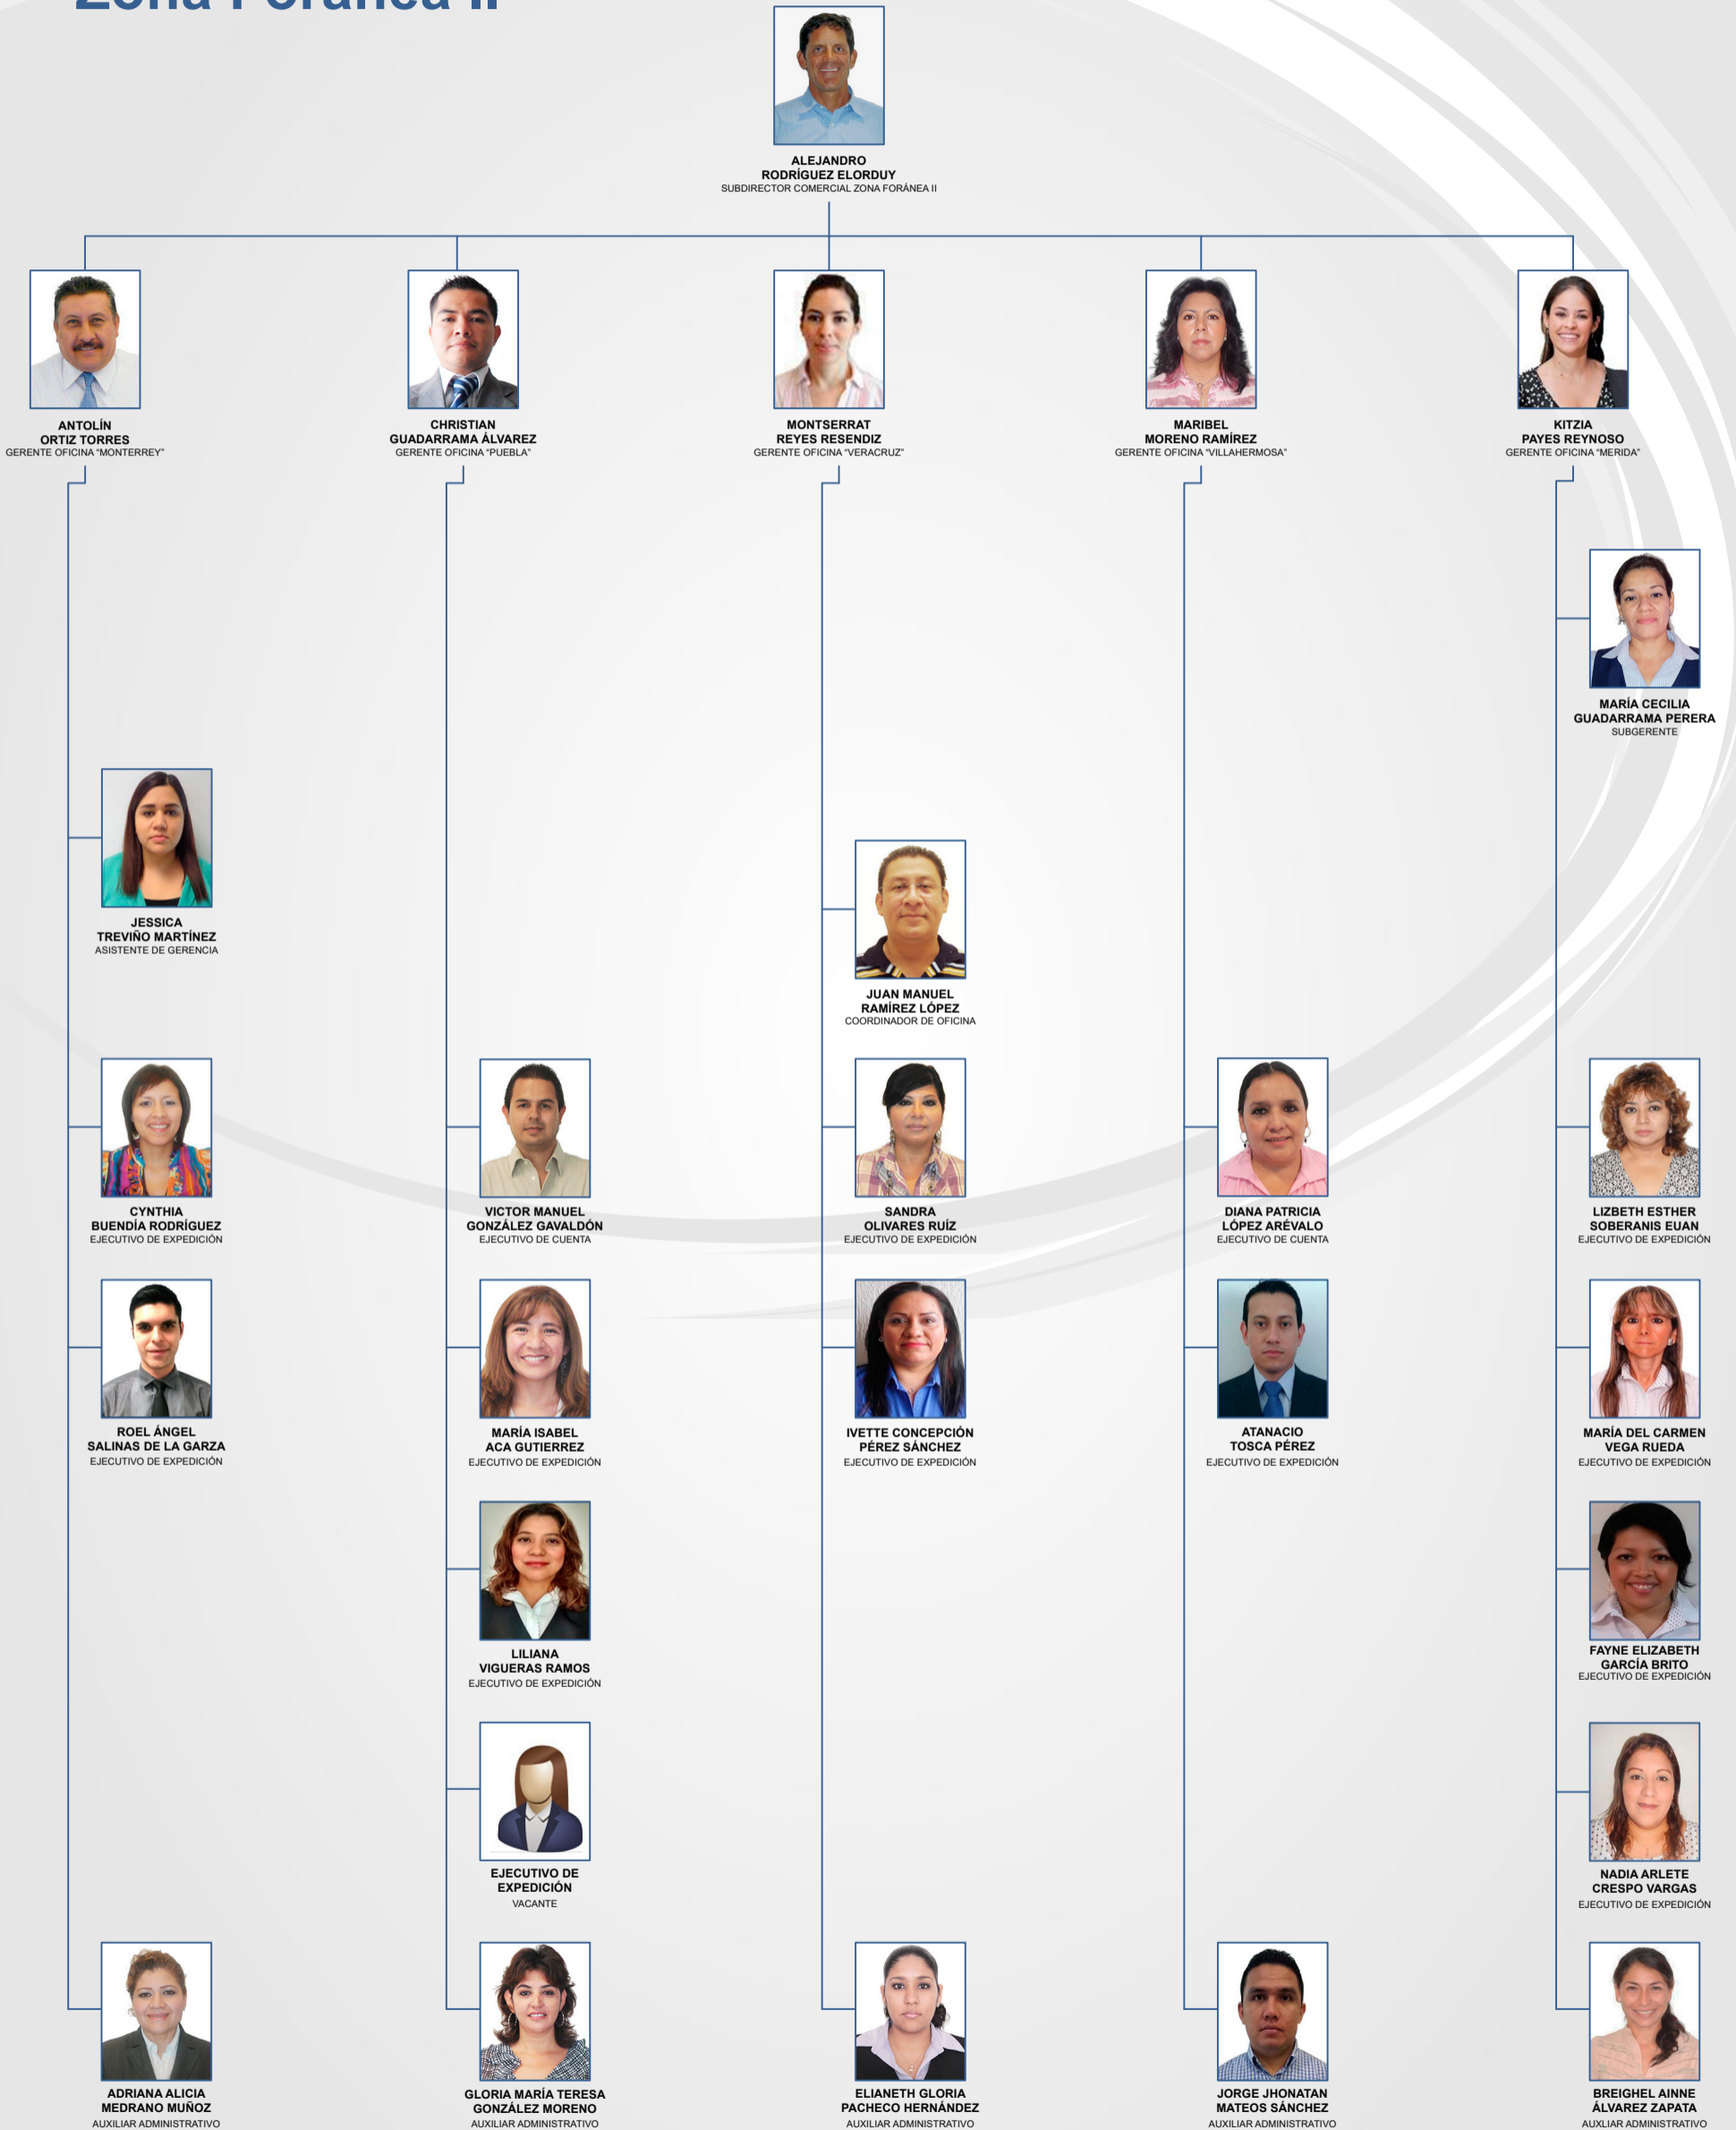 Zona Foránea II
ALEJANDRO
RODRÍGUEZ ELORDUY
SUBDIRECTOR COMERCIAL ZONA FORÁNEA II
ANTOLÍN
ORTIZ TORRES
GERENTE OFICINA “MONTERREY”
CHRISTIAN
GUADARRAMA ÁLVAREZ
GERENTE OFICINA “PUEBLA”
MONTSERRAT
REYES RESENDIZ
GERENTE OFICINA “VERACRUZ”
MARIBEL
MORENO RAMÍREZ
GERENTE OFICINA “VILLAHERMOSA”
KITZIA
PAYES REYNOSO
GERENTE OFICINA “MERIDA”
MARÍA CECILIA
GUADARRAMA PERERA
SUBGERENTE
JESSICA
TREVIÑO MARTÍNEZ
ASISTENTE DE GERENCIA
JUAN MANUEL
RAMÍREZ LÓPEZ
COORDINADOR DE OFICINA
CYNTHIA
BUENDÍA RODRÍGUEZ
EJECUTIVO DE EXPEDICIÓN
VICTOR MANUEL
GONZÁLEZ GAVALDÓN
EJECUTIVO DE CUENTA
SANDRA
OLIVARES RUÍZ
EJECUTIVO DE EXPEDICIÓN
DIANA PATRICIA
LÓPEZ ARÉVALO
EJECUTIVO DE CUENTA
LIZBETH ESTHER
SOBERANIS EUAN
EJECUTIVO DE EXPEDICIÓN
ROEL ÁNGEL
SALINAS DE LA GARZA
EJECUTIVO DE EXPEDICIÓN
MARÍA ISABEL
ACA GUTIERREZ
EJECUTIVO DE EXPEDICIÓN
IVETTE CONCEPCIÓN
PÉREZ SÁNCHEZ
EJECUTIVO DE EXPEDICIÓN
ATANACIO
TOSCA PÉREZ
EJECUTIVO DE EXPEDICIÓN
MARÍA DEL CARMEN
VEGA RUEDA
EJECUTIVO DE EXPEDICIÓN
LILIANA
VIGUERAS RAMOS
EJECUTIVO DE EXPEDICIÓN
FAYNE ELIZABETH
GARCÍA BRITO
EJECUTIVO DE EXPEDICIÓN
EJECUTIVO DE
EXPEDICIÓN
VACANTE
NADIA ARLETE
CRESPO VARGAS
EJECUTIVO DE EXPEDICIÓN
ADRIANA ALICIA
MEDRANO MUÑOZ
AUXILIAR ADMINISTRATIVO
GLORIA MARÍA TERESA
GONZÁLEZ MORENO
AUXILIAR ADMINISTRATIVO
ELIANETH GLORIA
PACHECO HERNÁNDEZ
AUXILIAR ADMINISTRATIVO
JORGE JHONATAN
MATEOS SÁNCHEZ
AUXILIAR ADMINISTRATIVO
BREIGHEL AINNE
ÁLVAREZ ZAPATA
AUXLIAR ADMINISTRATIVO